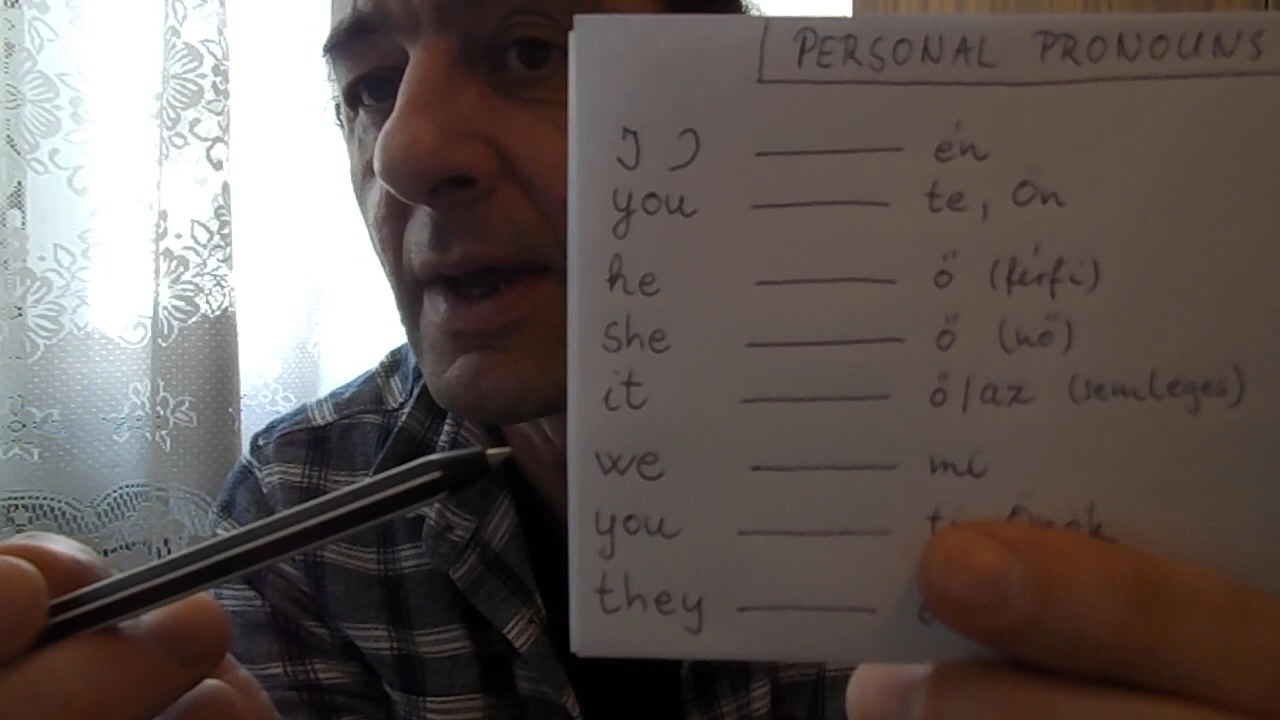 PERSONAL PRONOUNS
I I én
you te, Ön
he ő (férfi)
she ő (nő)
it ő/az (semleges)
we mi
you
they